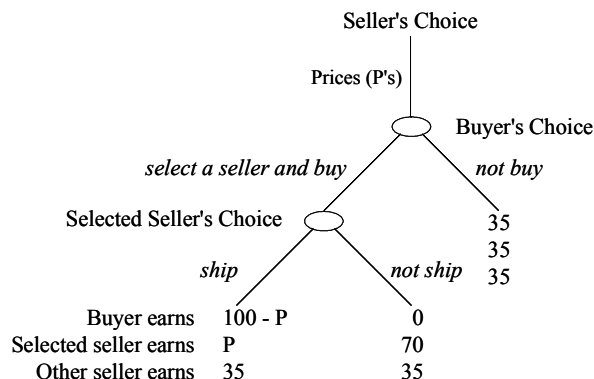 Seller's Choice
Prices (P's)
Buyer's Choice
select a seller and buy
not buy
Selected Seller's Choice
35
35
35
ship
not ship
Buyer earns 100 - P 0
Selected seller earns P 70
Other seller earns 35 35